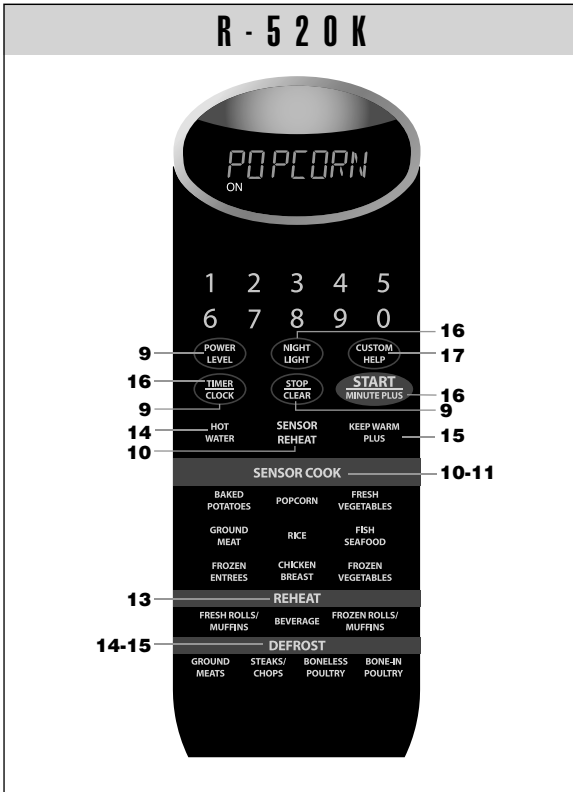 R-520K
POPCORN
ON
1 2 3 4 5
6 7 8 9 0
16
9 POWER LEVEL NIGHT LIGHT CUSTOM HELP 17
16 TIMER CLOCK STOP CLEAR START MINUTE PLUS 16
9 9
14 HOT WATER SENSOR REHEAT KEEP WARM PLUS 15
10
SENSOR COOK 10-11
BAKED POTATOES POPCORN FRESH VEGETABLES
GROUND MEAT RICE FISH SEAFOOD
FROZEN ENTREES CHICKEN BREAST FROZEN VEGETABLES
13 REHEAT
FRESH ROLLS/ MUFFINS BEVERAGE FROZEN ROLLS/ MUFFINS
14-15 DEFROST
GROUND MEATS STEAKS/ CHOPS BONELESS POULTRY BONE-IN POULTRY